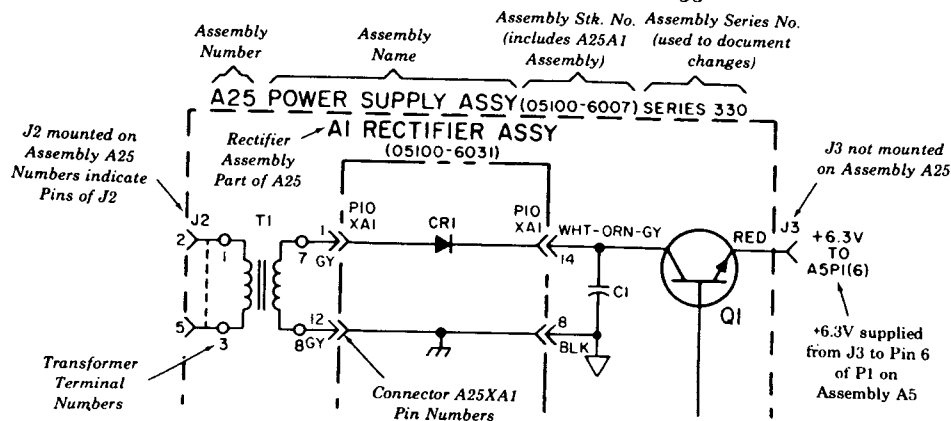 Assembly Number
Assembly Name
Assembly Stk. No. (includes A25A1 Assembly)
Assembly Series No. (used to document changes)
A25 POWER SUPPLY ASSY (05100-6007) SERIES 330
J2 mounted on Assembly A25 Numbers indicate Pins of J2
Rectifier Assembly Part of A25
A1 RECTIFIER ASSY
(05100-6031)
J3 not mounted on Assembly A25
J2
T1
P10
XA1
CR1
P10
XA1
WHT-ORN-GY
RED
J3
+6.3V
TO
A5P1(6)
2
1
7
1
GY
14
C1
Q1
5
3
8
12
GY
8
BLK
Transformer Terminal Numbers
Connector A25XA1 Pin Numbers
+6.3V supplied from J3 to Pin 6 of P1 on Assembly A5